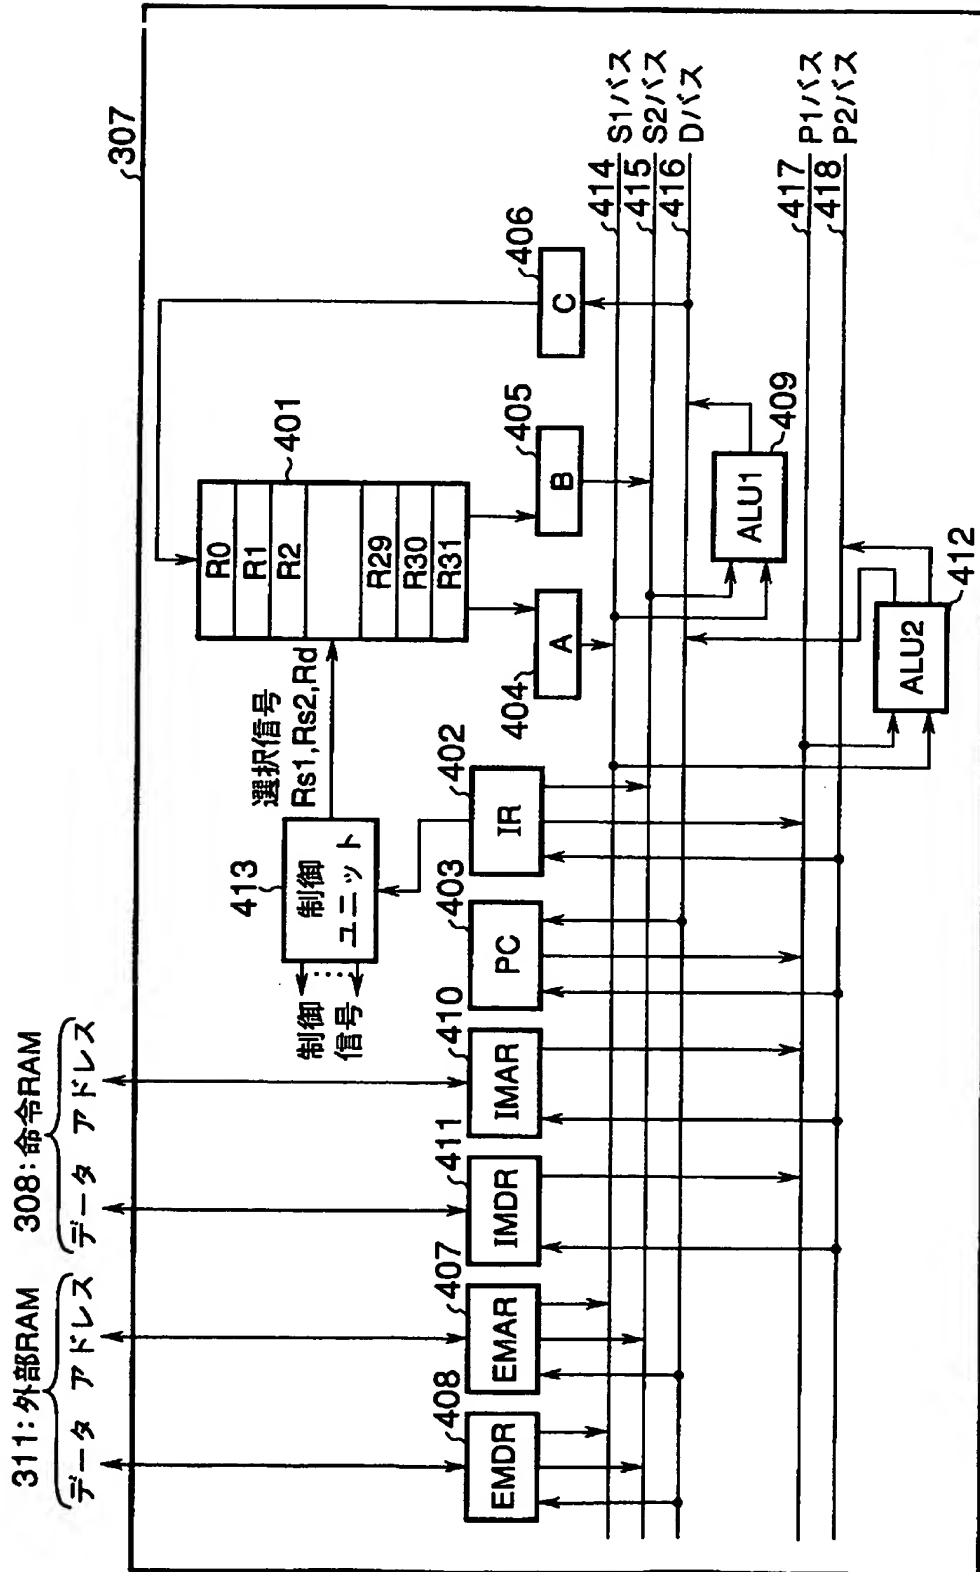 307
311:外部RAM
データ アドレス
308:命令RAM
データ アドレス
413
制御
ユニット
制御
信号
選択信号
Rs1,Rs2,Rd
401
R0
R1
R2
R29
R30
R31
408
EMDR
407
EMAR
411
IMDR
410
IMAR
403
PC
402
IR
404
A
405
B
406
C
414
S1バス
415
S2バス
416
Dバス
ALU1
409
417
P1バス
418
P2バス
ALU2
412